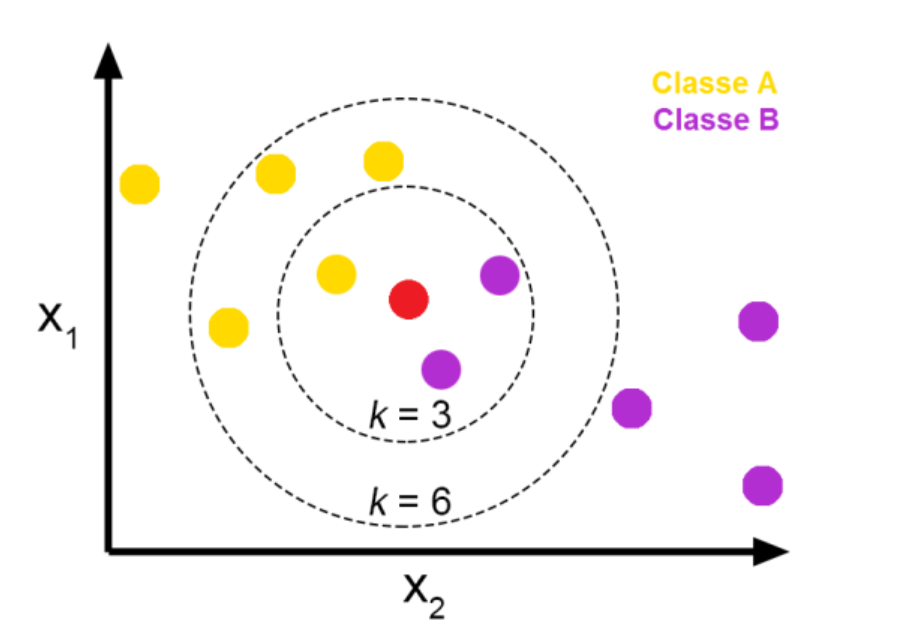 Classe A
Classe B
x1
k = 3
k = 6
x2